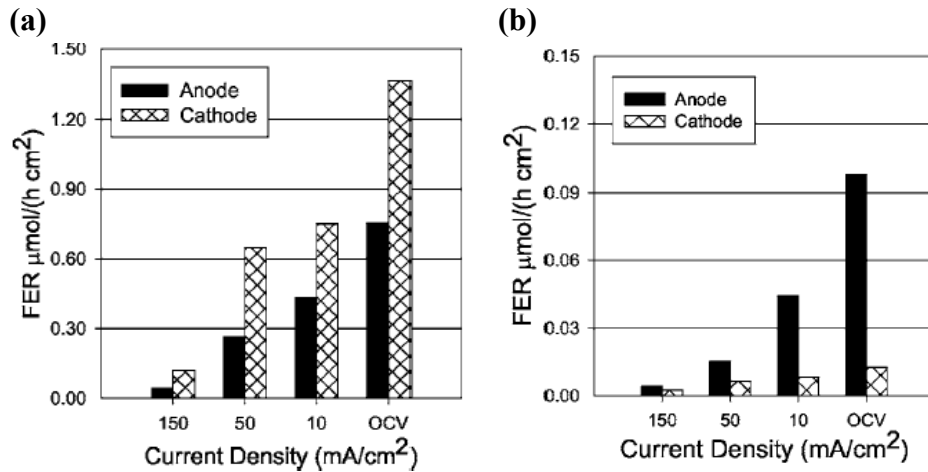 (a)
1.50
1.20
0.90
0.60
0.30
0.00
FER μmol/(h cm²)
Anode
Cathode
150 50 10 OCV
Current Density (mA/cm²)
(b)
0.15
0.12
0.09
0.06
0.03
0.00
FER μmol/(h cm²)
Anode
Cathode
150 50 10 OCV
Current Density (mA/cm²)